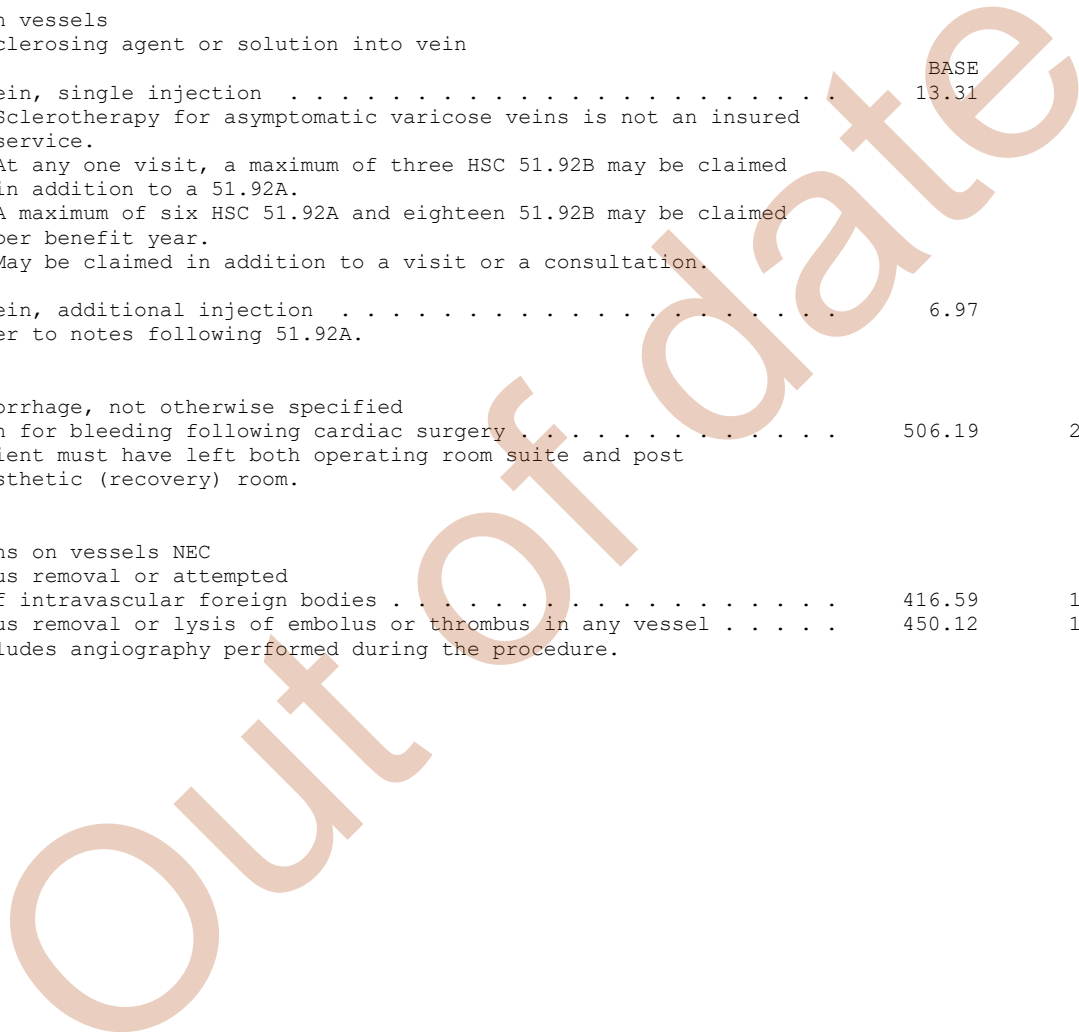 n vessels
clerosing agent or solution into vein
BASE
ein, single injection . . . . . . . . . . . . . . . . . . . . . . 13.31
Sclerotherapy for asymptomatic varicose veins is not an insured
service.
At any one visit, a maximum of three HSC 51.92B may be claimed
in addition to a 51.92A.
A maximum of six HSC 51.92A and eighteen 51.92B may be claimed
per benefit year.
May be claimed in addition to a visit or a consultation.
ein, additional injection . . . . . . . . . . . . . . . . . . . . 6.97
er to notes following 51.92A.
orrhage, not otherwise specified
n for bleeding following cardiac surgery . . . . . . . . . . . . . 506.19 2
ient must have left both operating room suite and post
sthetic (recovery) room.
ns on vessels NEC
us removal or attempted
f intravascular foreign bodies . . . . . . . . . . . . . . . . . . 416.59 1
us removal or lysis of embolus or thrombus in any vessel . . . . . 450.12 1
ludes angiography performed during the procedure.
Out of date